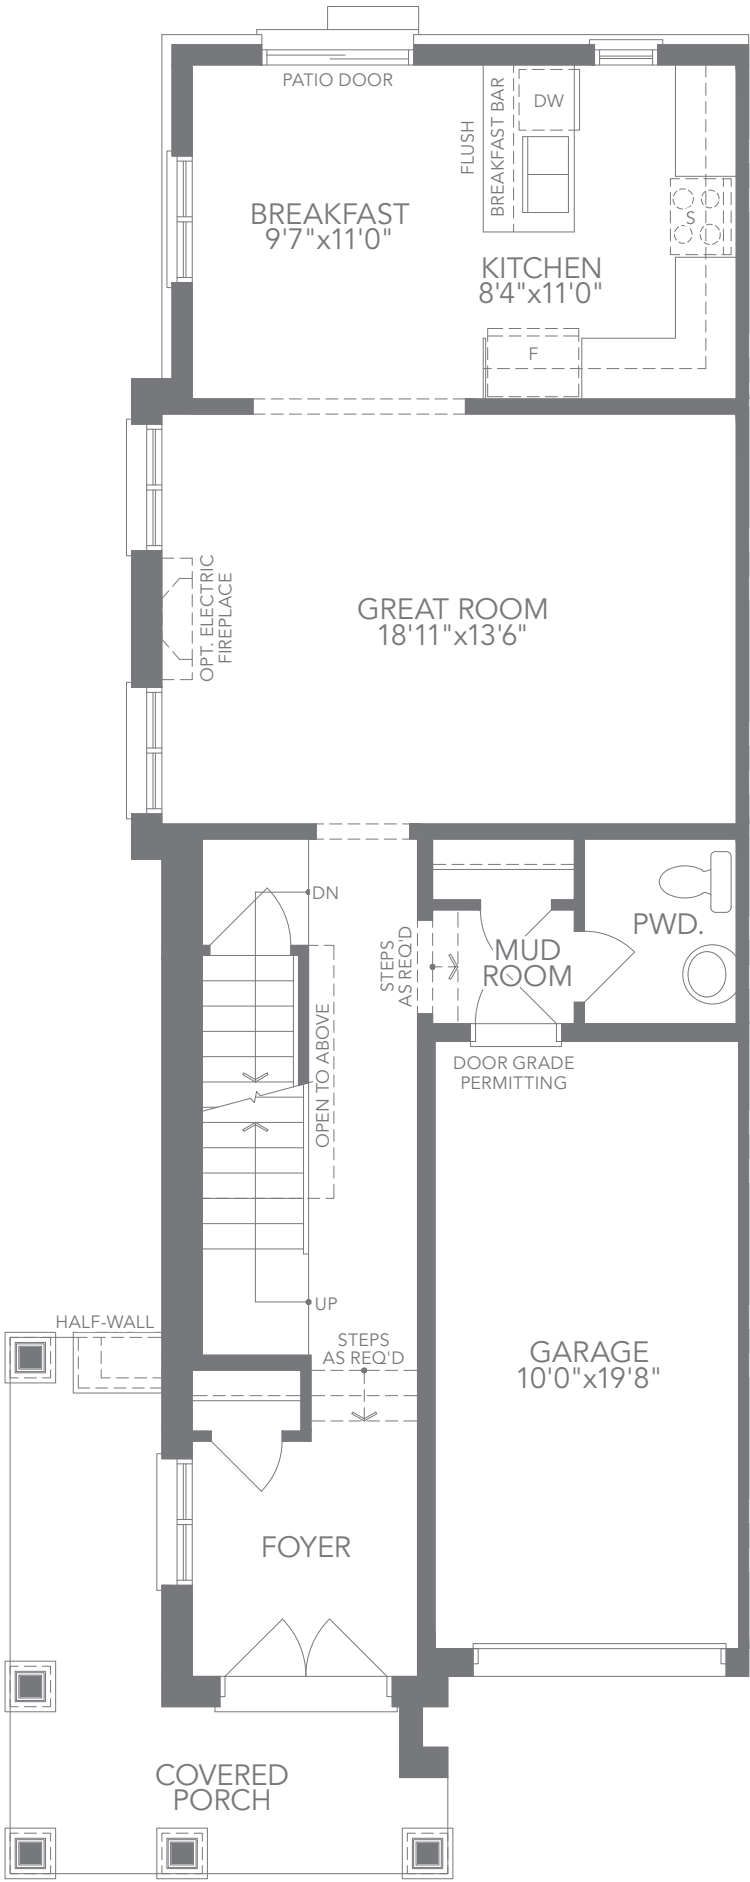 PATIO DOOR
FLUSH
BREAKFAST BAR
DW
BREAKFAST
9'7"x11'0"
S
KITCHEN
8'4"x11'0"
F
OPT. ELECTRIC
FIREPLACE
GREAT ROOM
18'11"x13'6"
DN
STEPS
AS REQ'D
MUD
ROOM
PWD.
OPEN TO ABOVE
DOOR GRADE
PERMITTING
UP
HALF-WALL
STEPS
AS REQ'D
GARAGE
10'0"x19'8"
FOYER
COVERED
PORCH